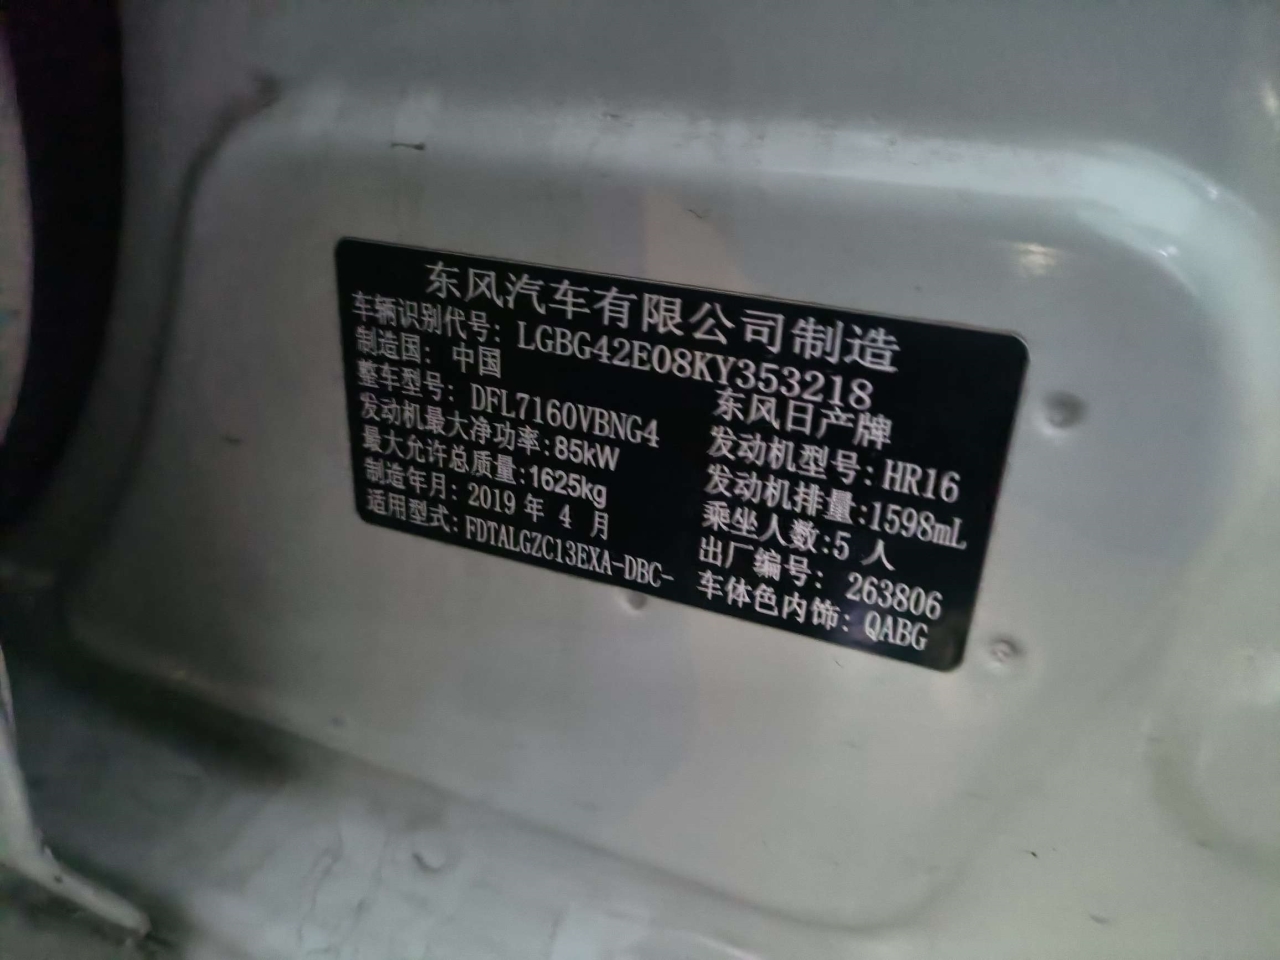 东风汽车有限公司制造
车辆识别代号: LGBG42E08KY353218
制造国: 中国 东风日产牌
整车型号: DFL7160VBNG4 发动机型号: HR16
发动机最大净功率:85kW 发动机排量:1598mL
最大允许总质量:1625kg 乘坐人数:5 人
制造年月: 2019 年 4 月 出厂编号: 263806
适用型式: FDTALGZC13EXA-DBC- 车体色内饰: QABG